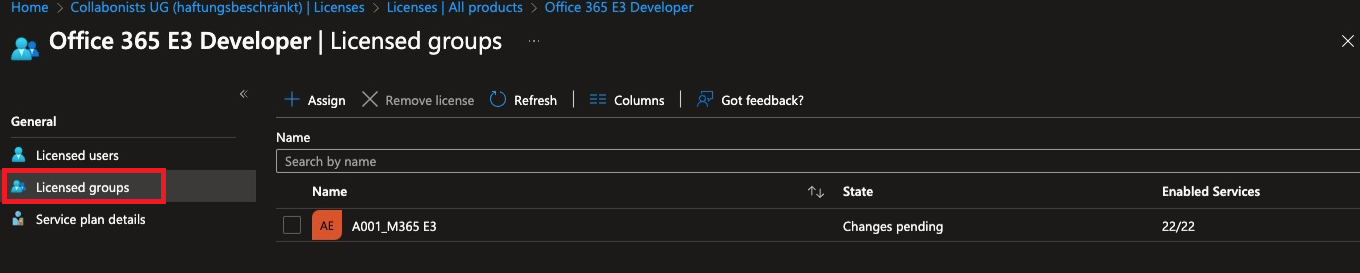 Home > Collabonists UG (haftungsbeschränkt) | Licenses > Licenses | All products > Office 365 E3 Developer
Office 365 E3 Developer | Licensed groups ...
Assign Remove license Refresh Columns Got feedback?
General
Licensed users
Licensed groups
Service plan details
Name
Search by name
Name State Enabled Services
AE A001_M365 E3 Changes pending 22/22